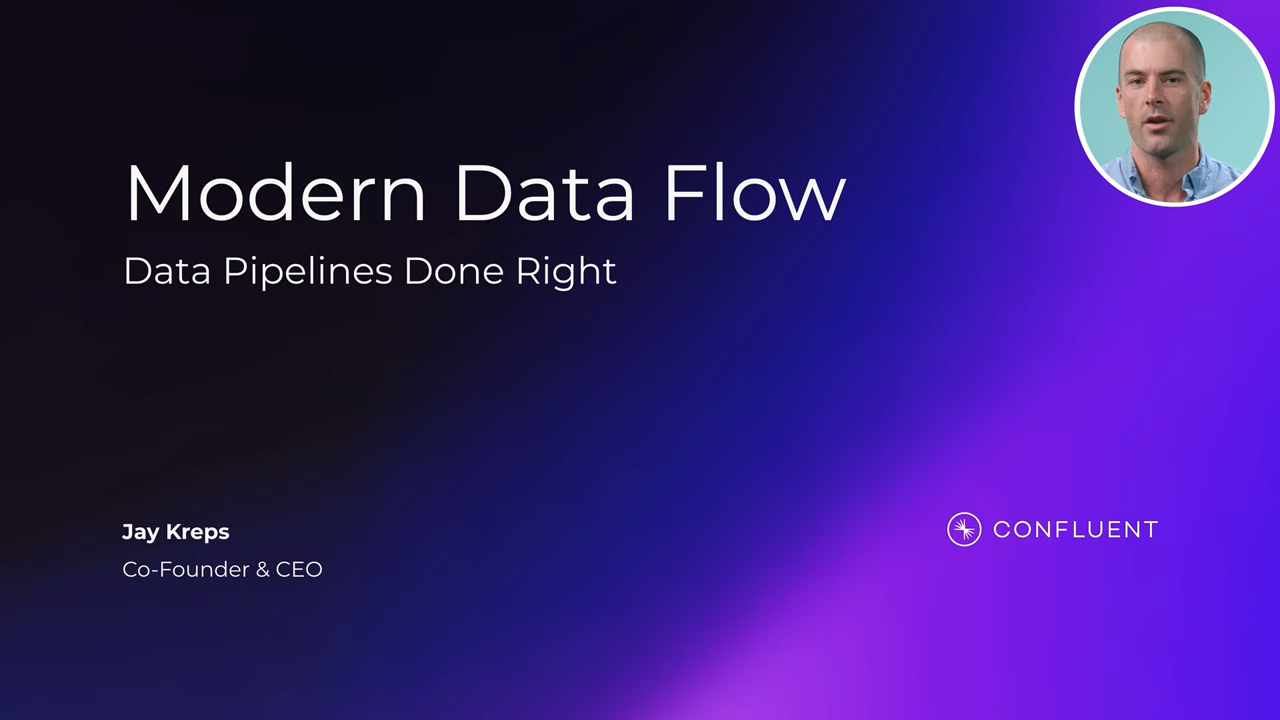 Modern Data Flow
Data Pipelines Done Right
Jay Kreps
Co-Founder & CEO
CONFLUENT